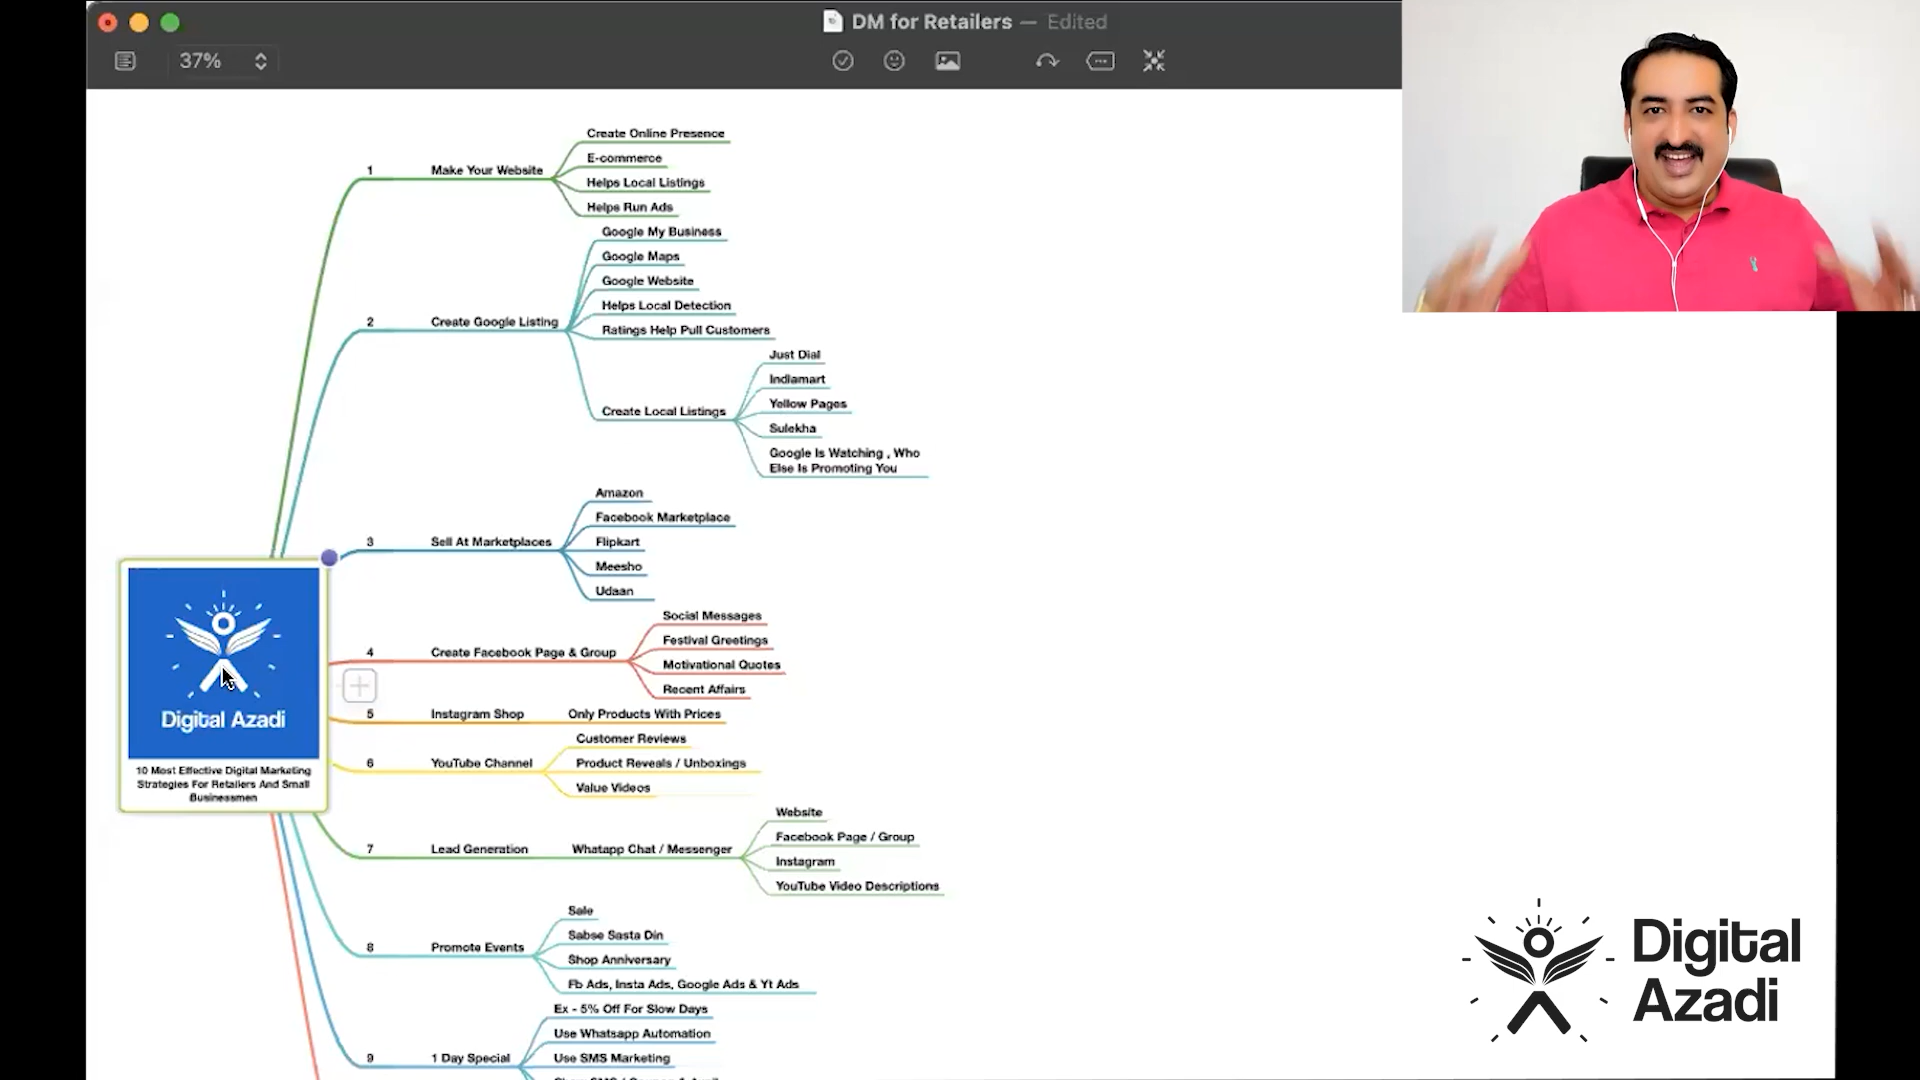 DM for Retailers — Edited
37%
1
Make Your Website
Create Online Presence
E-commerce
Helps Local Listings
Helps Run Ads
2
Create Google Listing
Google My Business
Google Maps
Google Website
Helps Local Detection
Ratings Help Pull Customers
Create Local Listings
Just Dial
Indiamart
Yellow Pages
Sulekha
Google Is Watching , Who
Else Is Promoting You
3
Sell At Marketplaces
Amazon
Facebook Marketplace
Flipkart
Meesho
Udaan
4
Create Facebook Page & Group
Social Messages
Festival Greetings
Motivational Quotes
Recent Affairs
5
Instagram Shop
Only Products With Prices
6
YouTube Channel
Customer Reviews
Product Reveals / Unboxings
Value Videos
7
Lead Generation
Whatapp Chat / Messenger
Website
Facebook Page / Group
Instagram
YouTube Video Descriptions
8
Promote Events
Sale
Sabse Sasta Din
Shop Anniversary
Fb Ads, Insta Ads, Google Ads & Yt Ads
9
1 Day Special
Ex - 5% Off For Slow Days
Use Whatsapp Automation
Use SMS Marketing
Digital Azadi
10 Most Effective Digital Marketing
Strategies For Retailers And Small
Businessmen
Digital
Azadi